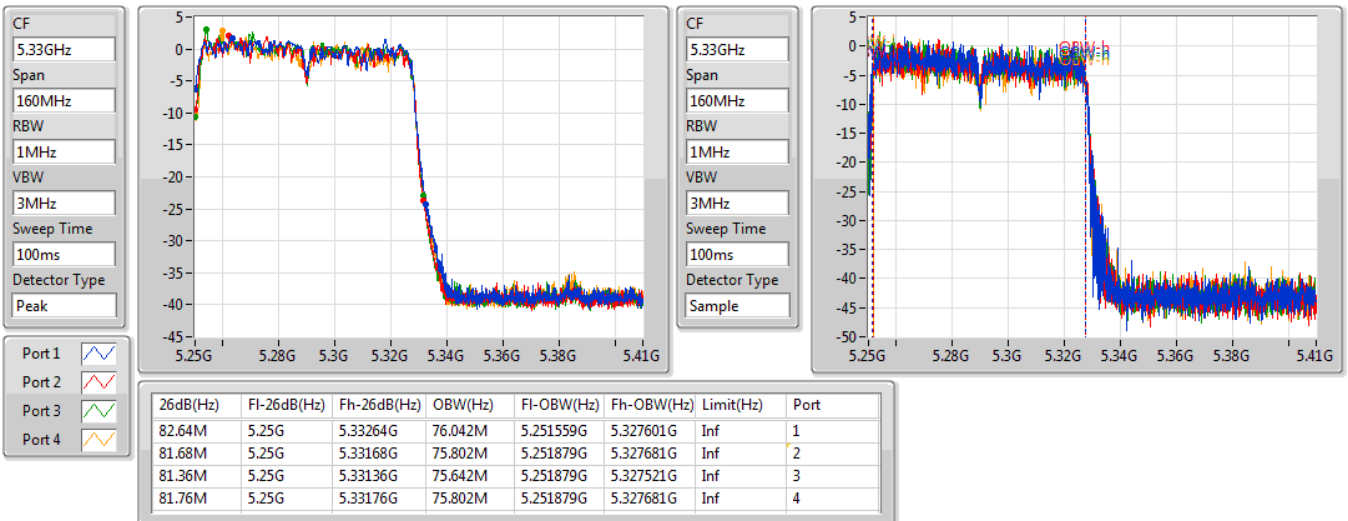 CF
5.33GHz
Span
160MHz
RBW
1MHz
VBW
3MHz
Sweep Time
100ms
Detector Type
Peak
5
0
-5
-10
-15
-20
-25
-30
-35
-40
-45
5.25G 5.28G 5.3G 5.32G 5.34G 5.36G 5.38G 5.41G
CF
5.33GHz
Span
160MHz
RBW
1MHz
VBW
3MHz
Sweep Time
100ms
Detector Type
Sample
5
0
-5
-10
-15
-20
-25
-30
-35
-40
-45
-50
OBW-h
5.25G 5.28G 5.3G 5.32G 5.34G 5.36G 5.38G 5.41G
Port 1
Port 2
Port 3
Port 4
26dB(Hz) Fl-26dB(Hz) Fh-26dB(Hz) OBW(Hz) Fl-OBW(Hz) Fh-OBW(Hz) Limit(Hz) Port
82.64M 5.25G 5.33264G 76.042M 5.251559G 5.327601G Inf 1
81.68M 5.25G 5.33168G 75.802M 5.251879G 5.327681G Inf 2
81.36M 5.25G 5.33136G 75.642M 5.251879G 5.327521G Inf 3
81.76M 5.25G 5.33176G 75.802M 5.251879G 5.327681G Inf 4